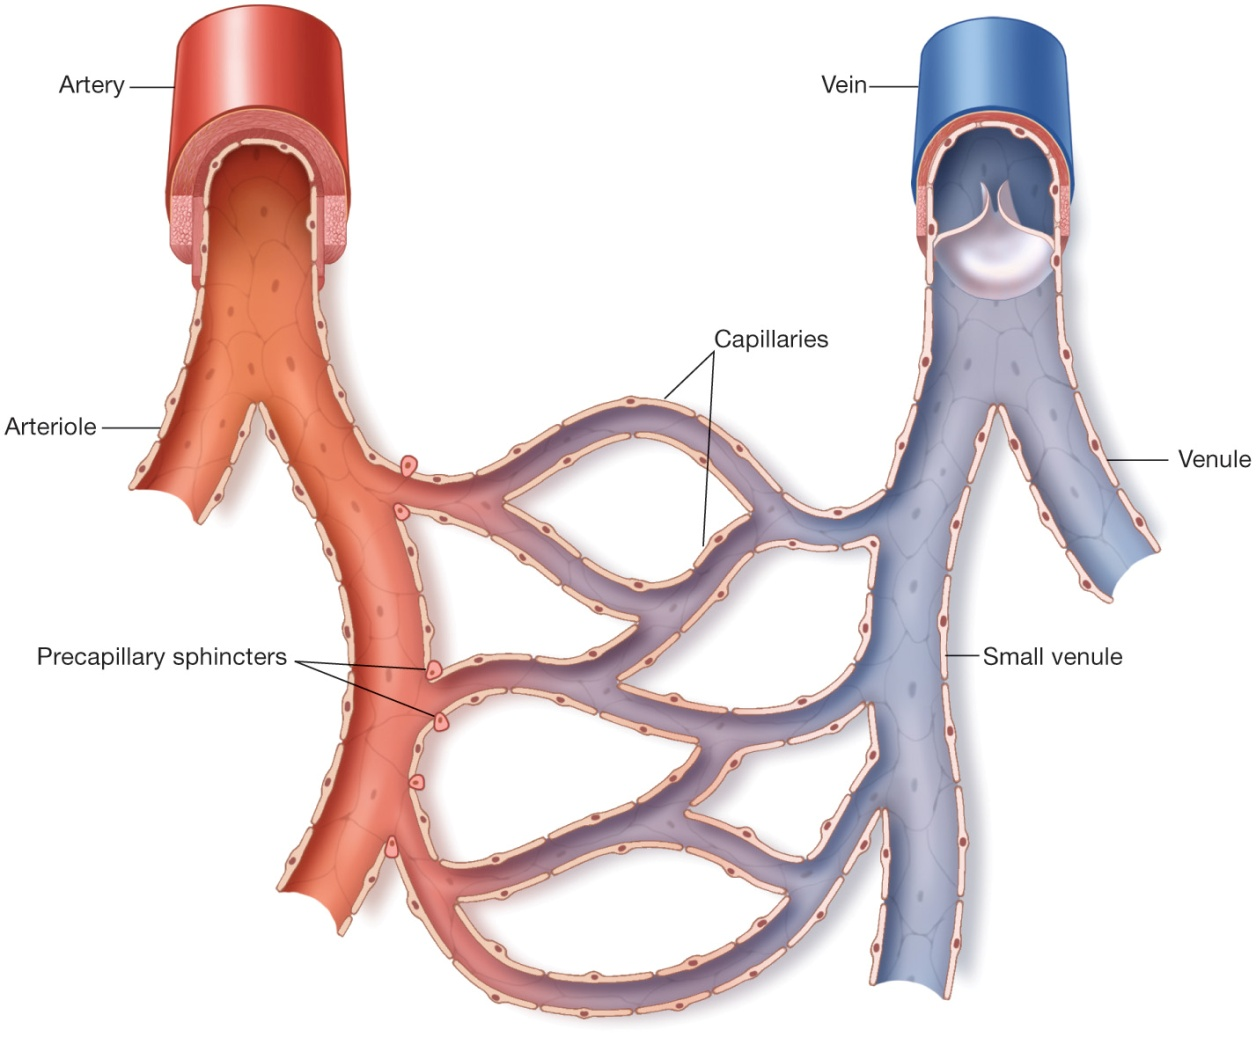 Artery
Vein
Capillaries
Arteriole
Venule
Precapillary sphincters
Small venule